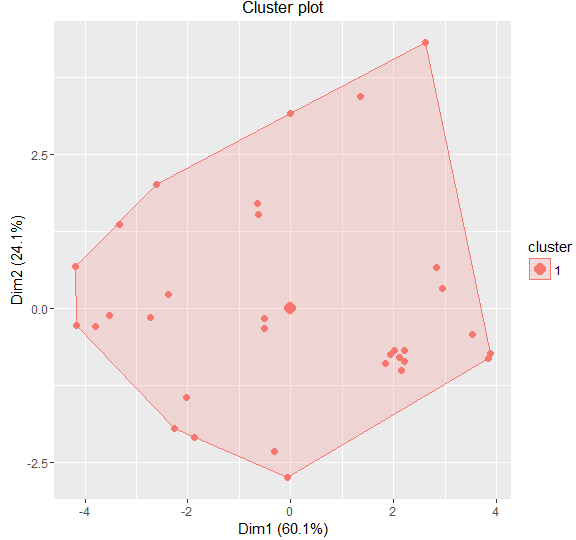 Cluster plot
2.5
0.0
-2.5
Dim2 (24.1%)
-4
-2
0
2
4
Dim1 (60.1%)
cluster
1